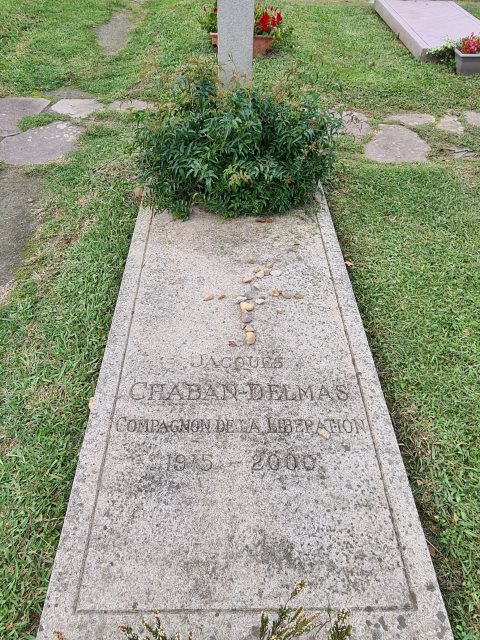 JACQUES
CHABAN-DELMAS
COMPAGNON DE LA LIBERATION
1915 - 2000